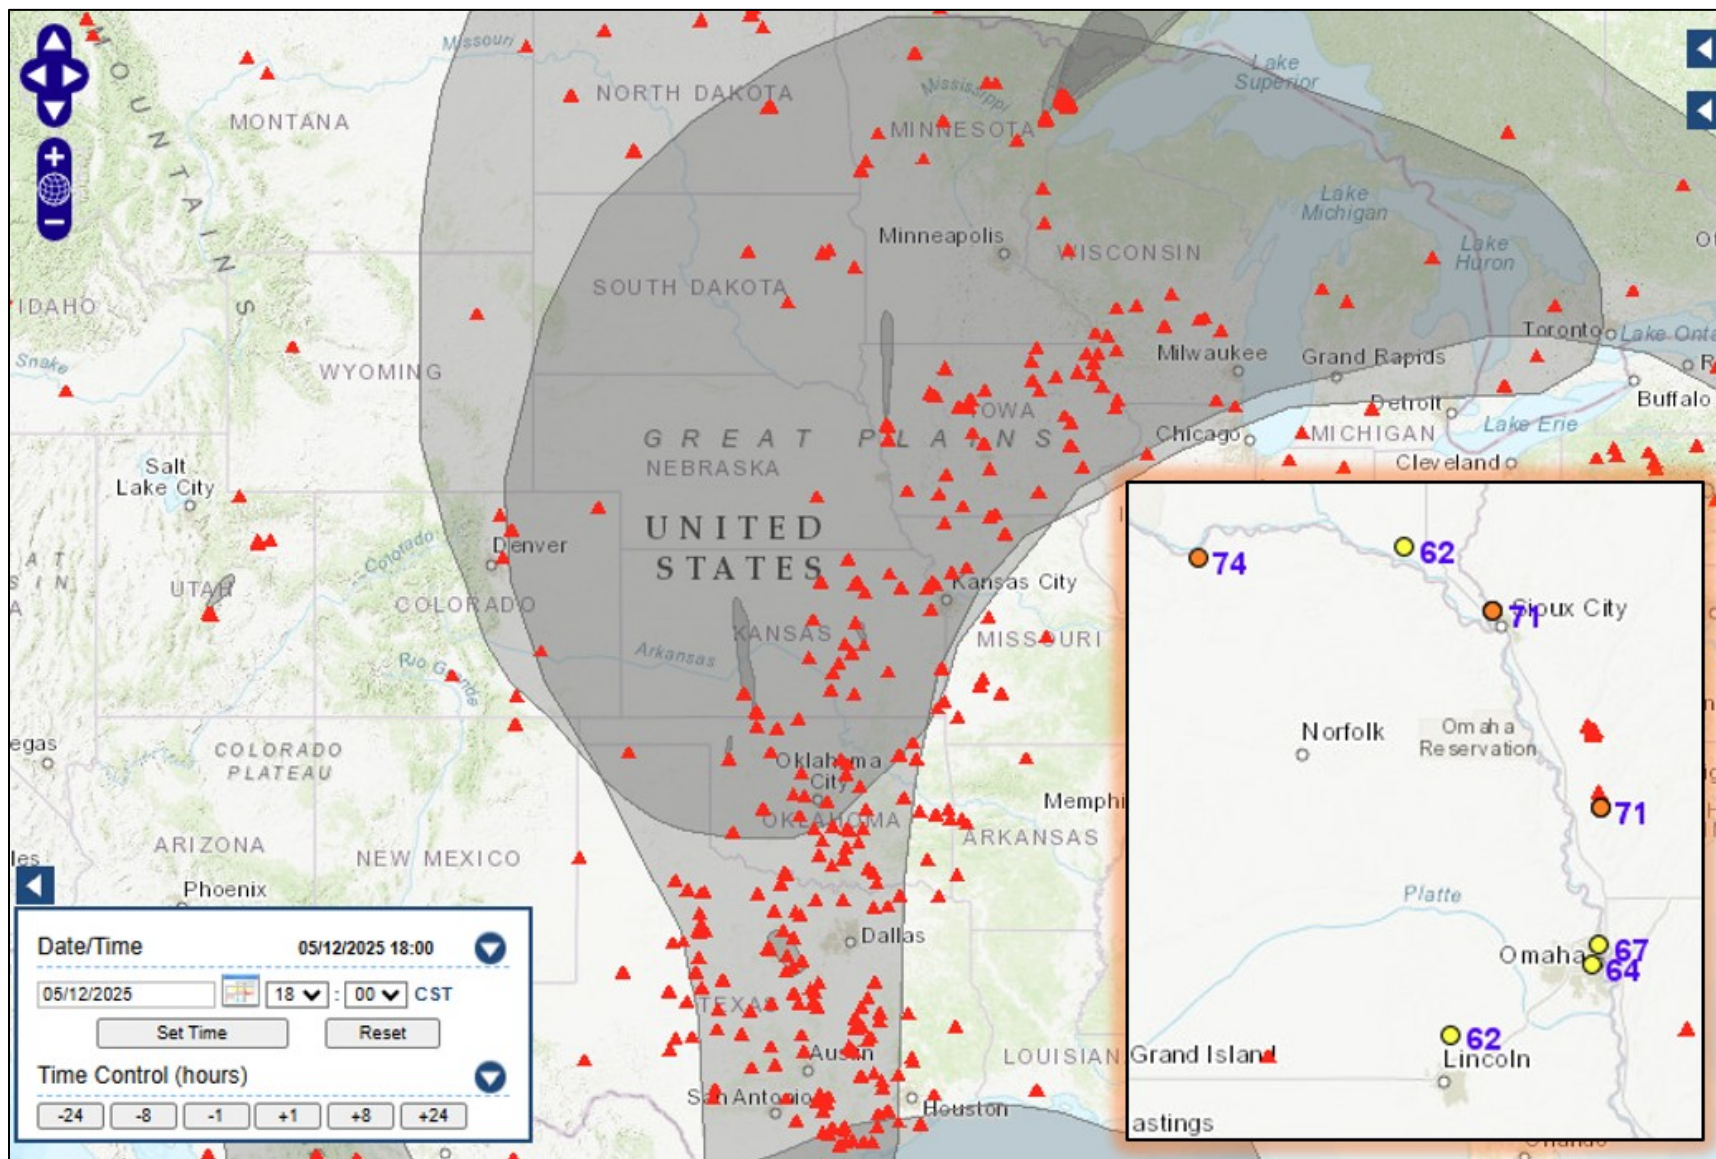 MOUNTAINS
Missouri
NORTH DAKOTA
Mississippi
Lake
Superior
MONTANA
MINNESOTA
Lake
Michigan
Minneapolis
WISCONSIN
Lake
Huron
IDAHO
SOUTH DAKOTA
Toronto
Lake Onta
Snake
WYOMING
Milwaukee
Grand Rapids
IOWA
Detroit
Buffalo
GREAT PLAINS
Chicago
MICHIGAN
Lake Erie
Salt
Lake City
NEBRASKA
Cleveland
UNITED
STATES
Denver
Colorado
Kansas City
UTAH
COLORADO
KANSAS
MISSOURI
Arkansas
Rio Grande
egas
COLORADO
PLATEAU
Oklahoma
City
Memphi
OKLAHOMA
ARKANSAS
ARIZONA
NEW MEXICO
les
Phoenix
Dallas
TEXAS
Austin
LOUISIAN
San Antonio
Houston
Orlando
74
62
Sioux City
71
Norfolk
Omaha
Reservation
71
Platte
Omaha
67
64
62
Grand Island
Lincoln
astings
Date/Time 05/12/2025 18:00
05/12/2025 18 : 00 CST
Set Time Reset
Time Control (hours)
-24 -8 -1 +1 +8 +24